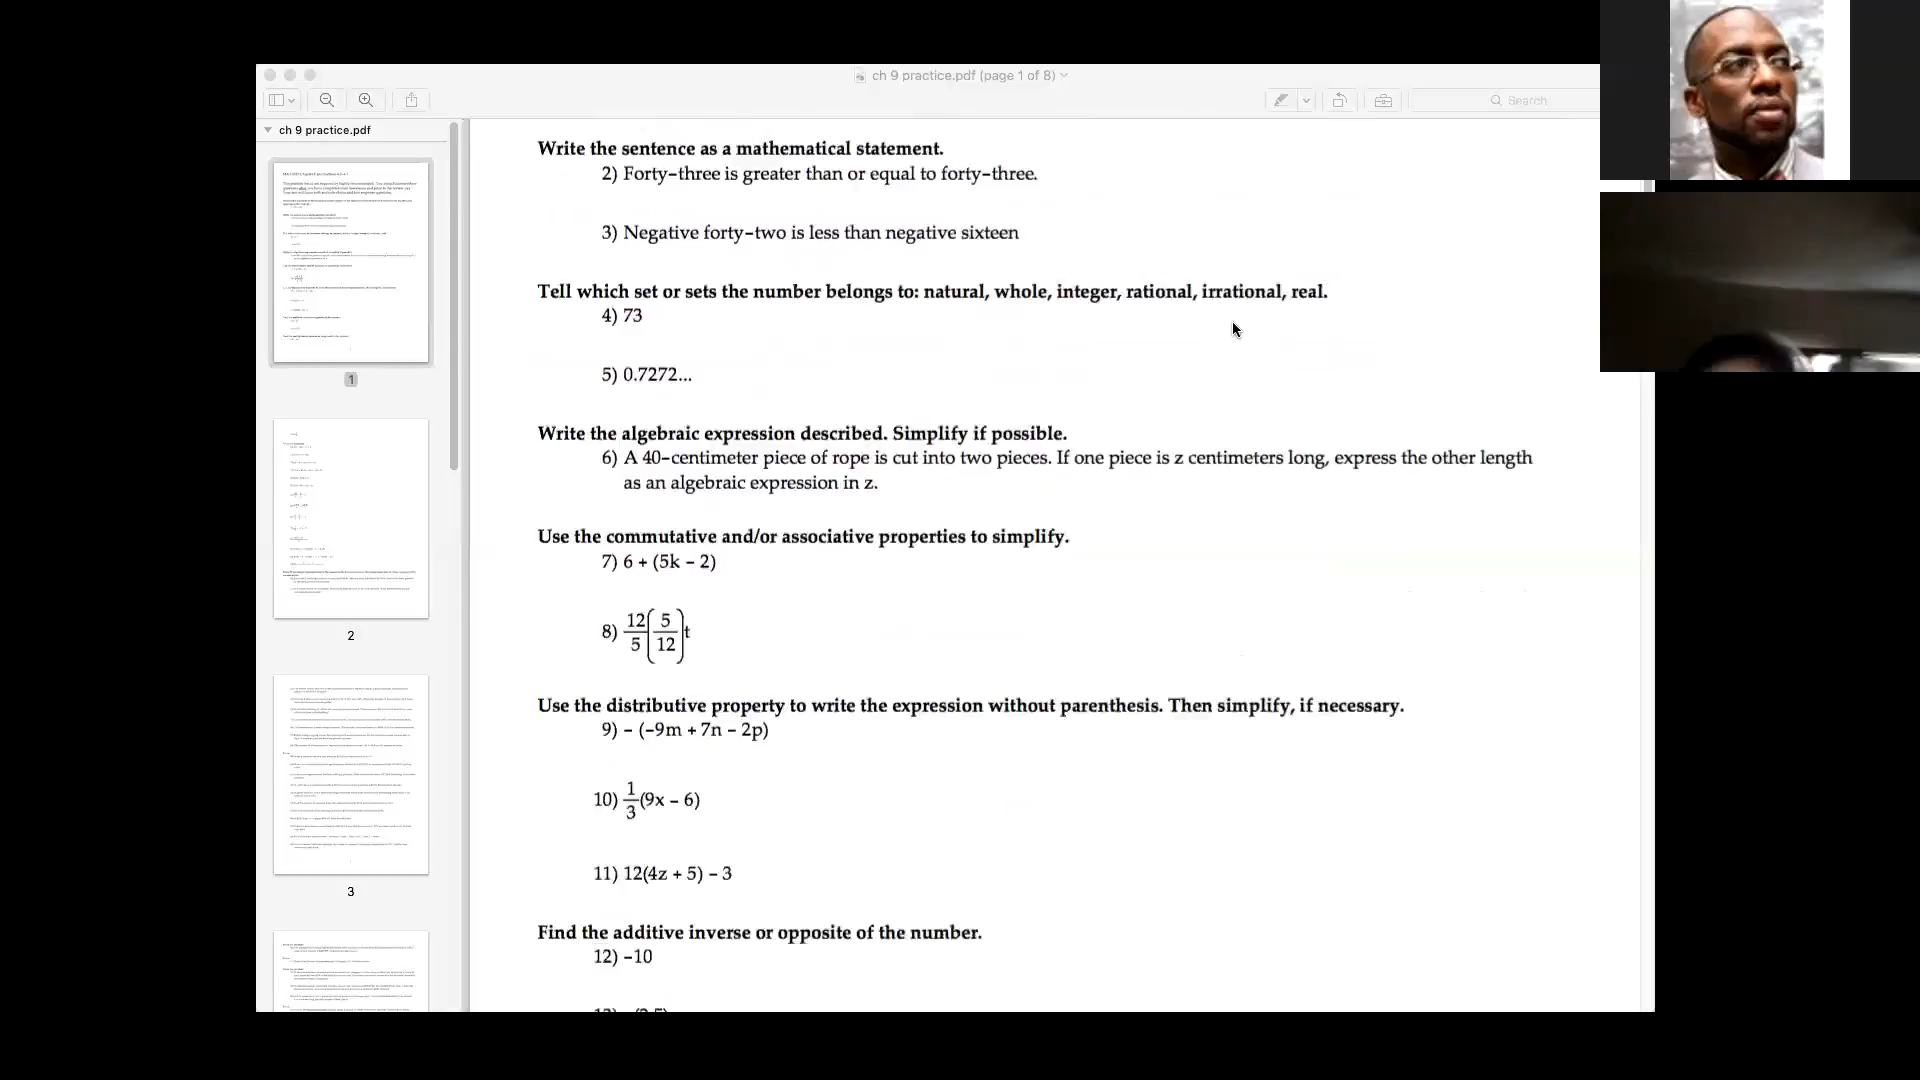 ch 9 practice.pdf (page 1 of 8)
Search
ch 9 practice.pdf
1
2
3
Write the sentence as a mathematical statement.
2) Forty-three is greater than or equal to forty-three.
3) Negative forty-two is less than negative sixteen
Tell which set or sets the number belongs to: natural, whole, integer, rational, irrational, real.
4) 73
5) 0.7272...
Write the algebraic expression described. Simplify if possible.
6) A 40-centimeter piece of rope is cut into two pieces. If one piece is z centimeters long, express the other length
as an algebraic expression in z.
Use the commutative and/or associative properties to simplify.
7) 6 + (5k - 2)
8) 12/5 (5/12) t
Use the distributive property to write the expression without parenthesis. Then simplify, if necessary.
9) - (-9m + 7n - 2p)
10) 1/3 (9x - 6)
11) 12(4z + 5) - 3
Find the additive inverse or opposite of the number.
12) -10